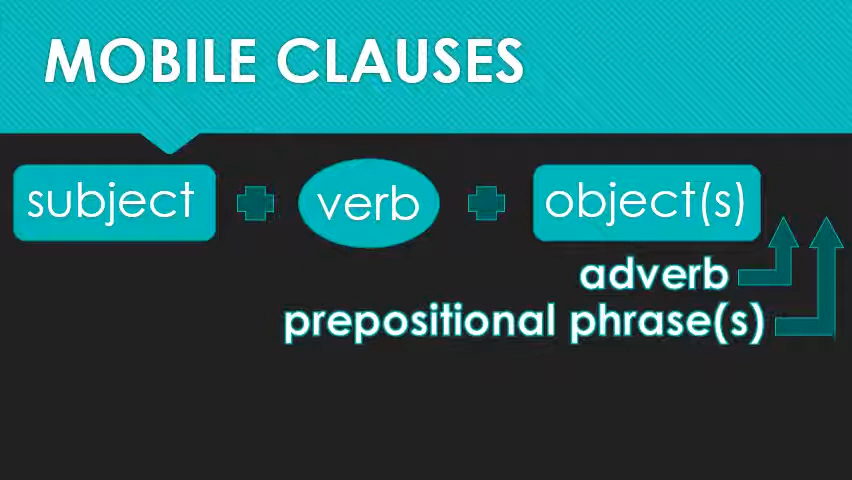 MOBILE CLAUSES
subject verb object(s)
adverb
prepositional phrase(s)